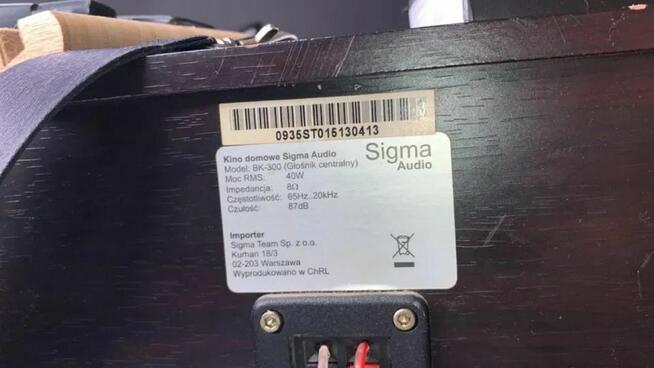 0935ST015130413
Kino domowe Sigma Audio
Model: BK-300 (Głośnik centralny)
Moc RMS: 40W
Impedancja: 8Ω
Częstotliwość: 65Hz..20kHz
Czułość: 87dB
Sigma
Audio
Importer
Sigma Team Sp. z o.o.
Kurhan 18/3
02-203 Warszawa
Wyprodukowano w ChRL